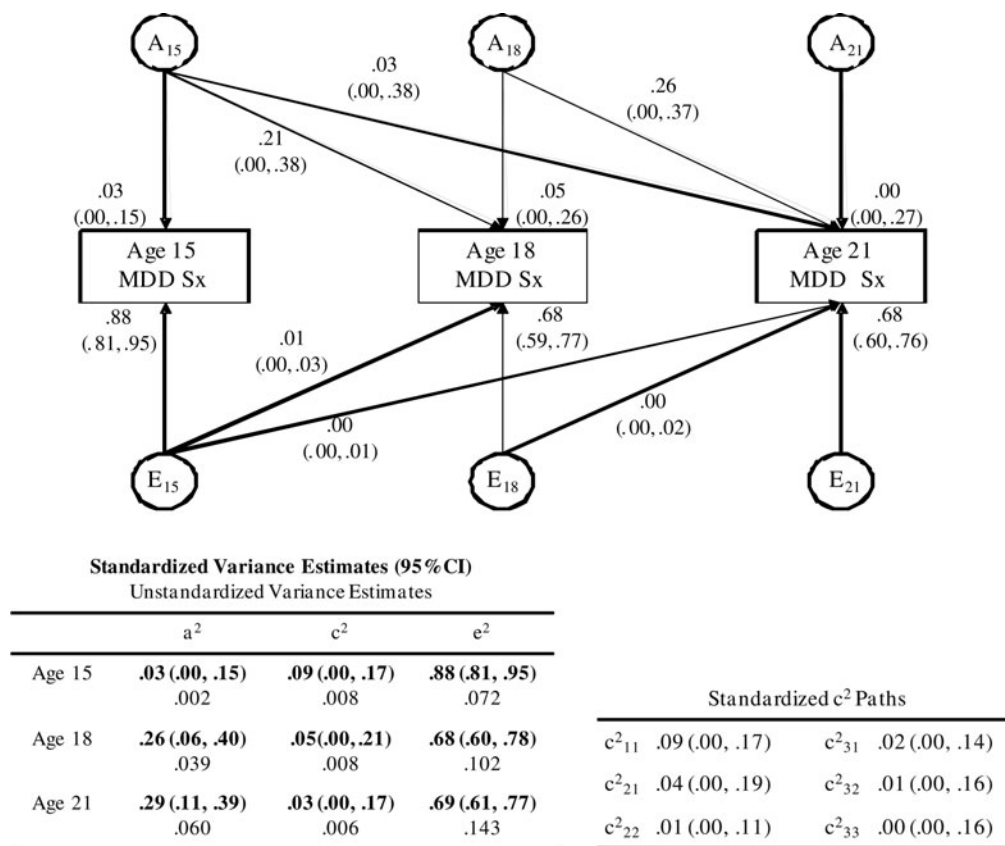 A15 A18 A21
.03
(.00, .38)
.26
(.00, .37)
.21
(.00, .38)
.03
(.00, .15)
.05
(.00, .26)
.00
(.00, .27)
Age 15
MDD Sx
Age 18
MDD Sx
Age 21
MDD Sx
.88
(.81, .95)
.01
(.00, .03)
.68
(.59, .77)
.68
(.60, .76)
.00
(.00, .01)
.00
(.00, .02)
E15 E18 E21
Standardized Variance Estimates (95%CI)
Unstandardized Variance Estimates
a² c² e²
Age 15 .03 (.00, .15) .09 (.00, .17) .88 (.81, .95)
.002 .008 .072
Age 18 .26 (.06, .40) .05(.00,.21) .68 (.60, .78)
.039 .008 .102
Age 21 .29 (.11, .39) .03 (.00, .17) .69 (.61, .77)
.060 .006 .143
Standardized c² Paths
c²11 .09 (.00, .17) c²31 .02 (.00, .14)
c²21 .04 (.00, .19) c²32 .01 (.00, .16)
c²22 .01 (.00, .11) c²33 .00 (.00, .16)